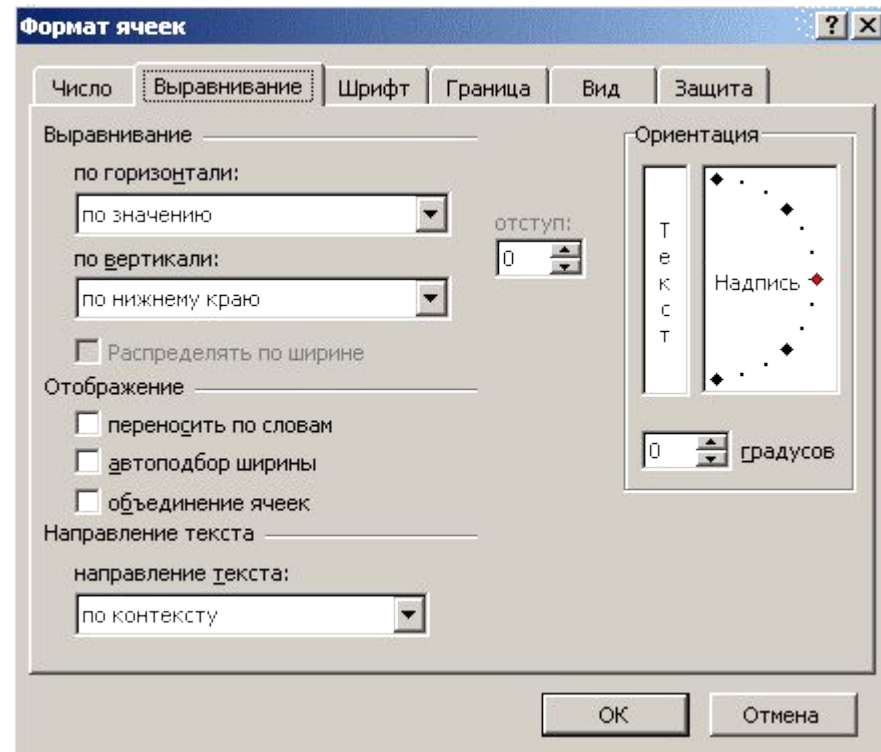 Формат ячеек
Число Выравнивание Шрифт Граница Вид Защита
Выравнивание
по горизонтали:
по значению
отступ:
0
по вертикали:
по нижнему краю
Распределять по ширине
Отображение
переносить по словам
автоподбор ширины
объединение ячеек
Направление текста
направление текста:
по контексту
Ориентация
Текст
Надпись
0 градусов
ОК Отмена